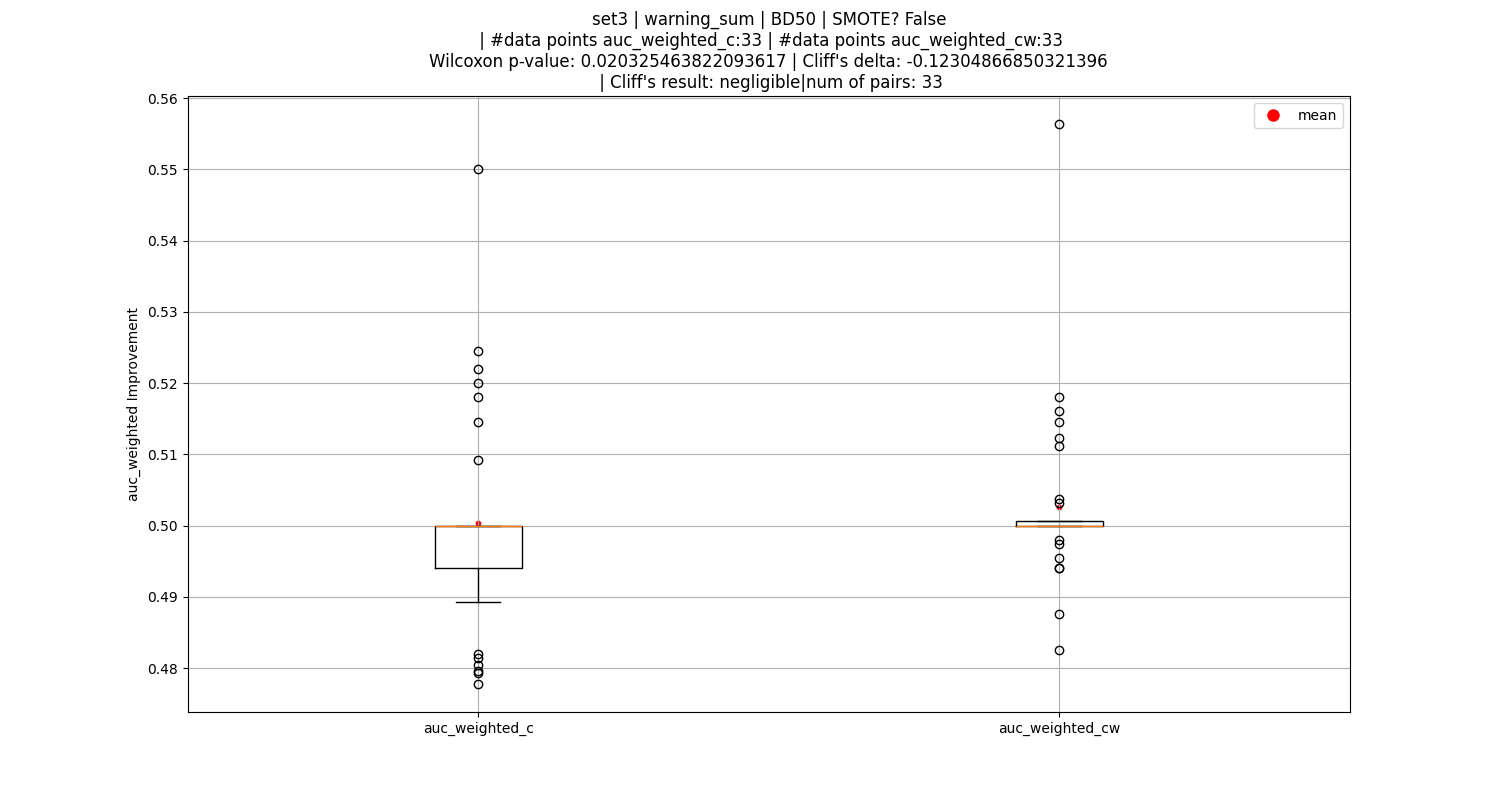 set3 | warning_sum | BD50 | SMOTE? False
| #data points auc_weighted_c:33 | #data points auc_weighted_cw:33
Wilcoxon p-value: 0.020325463822093617 | Cliff's delta: -0.12304866850321396
| Cliff's result: negligible|num of pairs: 33
mean
auc_weighted Improvement
0.56
0.55
0.54
0.53
0.52
0.51
0.50
0.49
0.48
auc_weighted_c
auc_weighted_cw